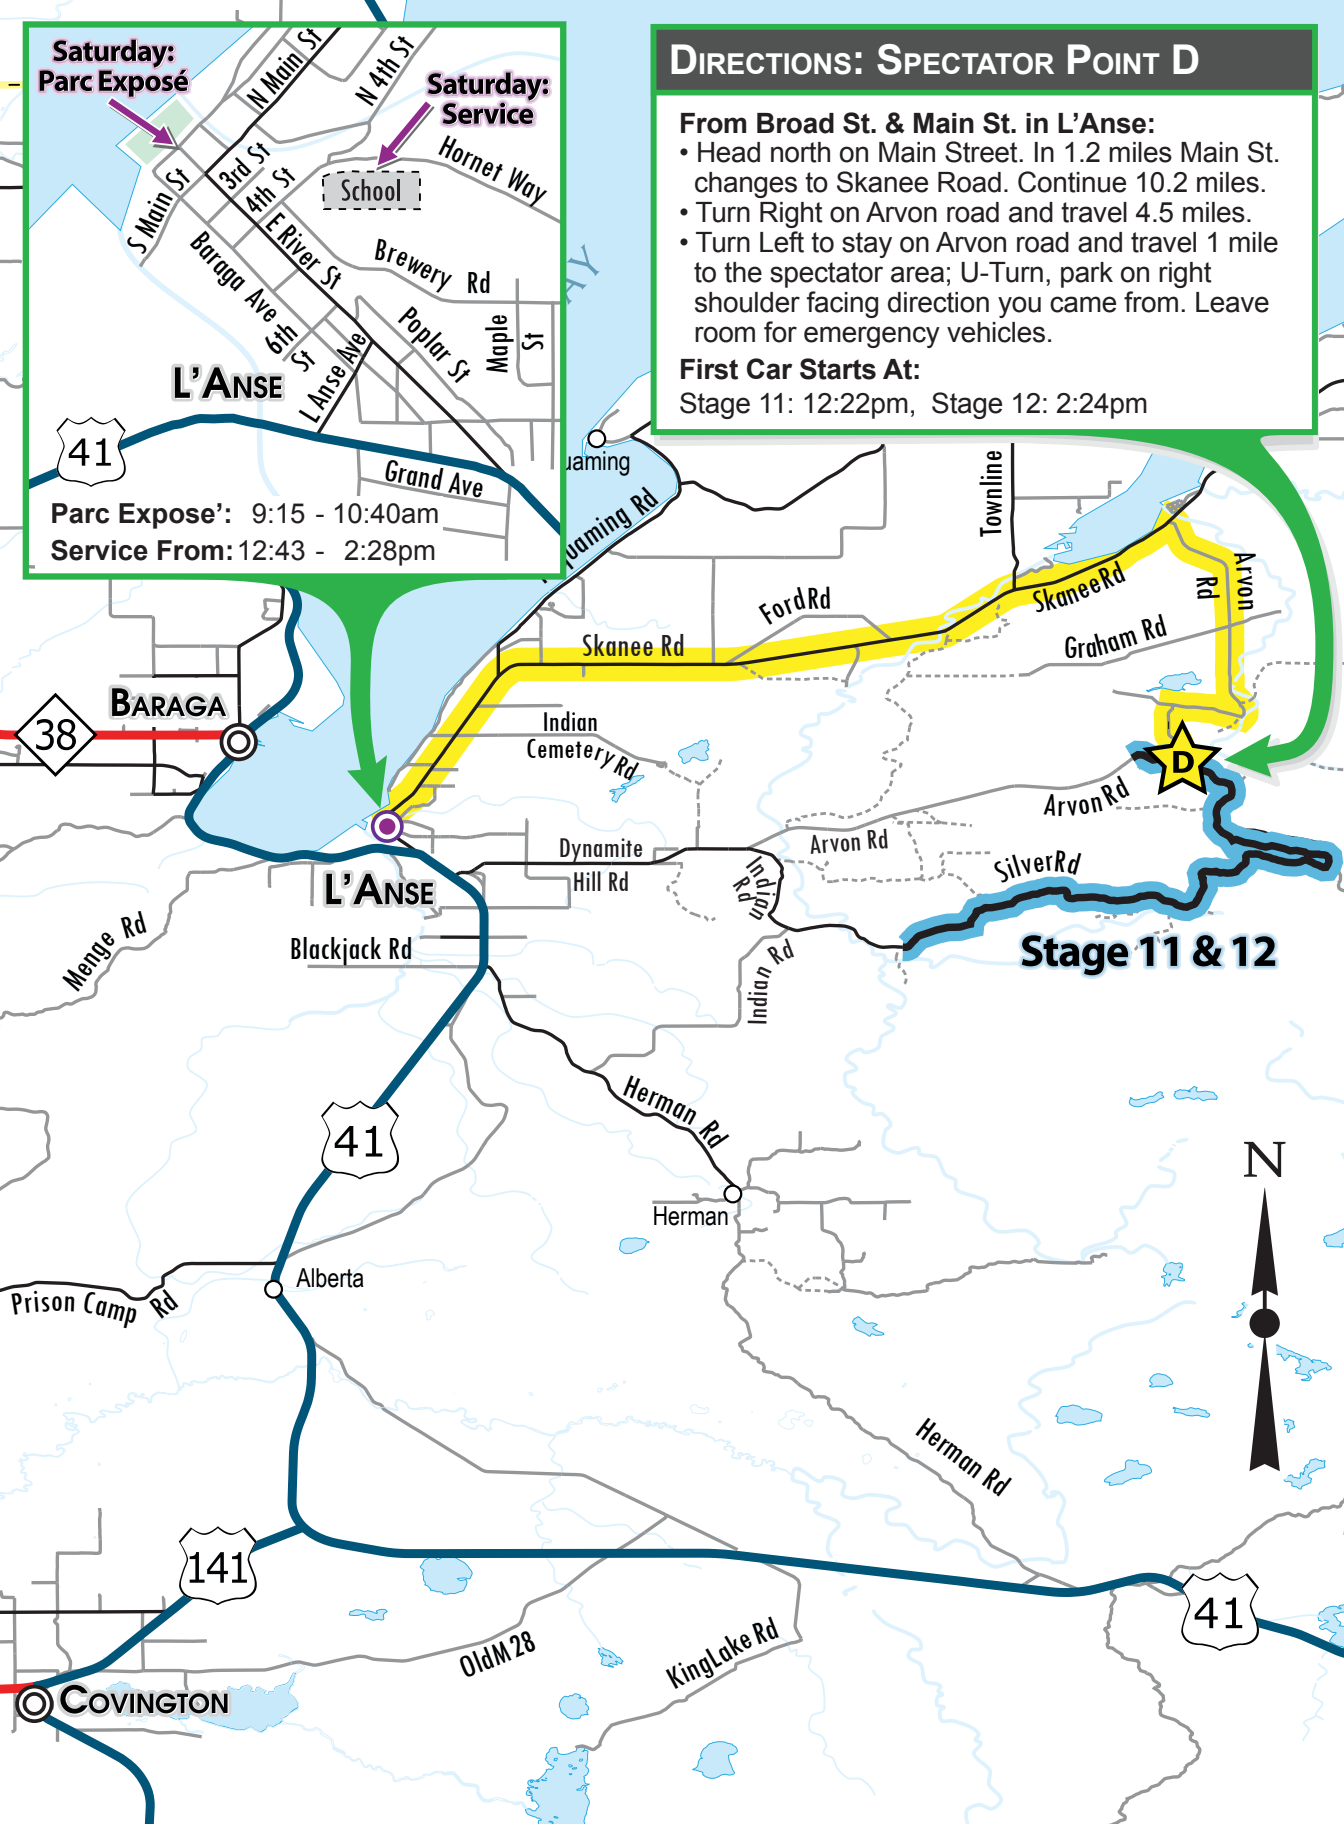 Saturday:
Parc Exposé
Saturday:
Service
N Main St
N 4th St
3rd St
4th St
School
Hornet Way
S Main St
E River St
Brewery Rd
Baraga Ave
6th St
L Anse Ave
Poplar St
Maple St
L'ANSE
41
Grand Ave
Parc Expose': 9:15 - 10:40am
Service From: 12:43 - 2:28pm
DIRECTIONS: SPECTATOR POINT D
From Broad St. & Main St. in L'Anse:
• Head north on Main Street. In 1.2 miles Main St.
changes to Skanee Road. Continue 10.2 miles.
• Turn Right on Arvon road and travel 4.5 miles.
• Turn Left to stay on Arvon road and travel 1 mile
to the spectator area; U-Turn, park on right
shoulder facing direction you came from. Leave
room for emergency vehicles.
First Car Starts At:
Stage 11: 12:22pm, Stage 12: 2:24pm
AY
uaming
quaming Rd
Townline
Skanee Rd
Ford Rd
Skanee Rd
Arvon Rd
Graham Rd
BARAGA
38
Indian
Cemetery Rd
D
Arvon Rd
Arvon Rd
Dynamite
Hill Rd
Indian Rd
Silver Rd
L'ANSE
Stage 11 & 12
Menge Rd
Blackjack Rd
Indian Rd
Herman Rd
41
N
Herman
Alberta
Prison Camp Rd
Herman Rd
141
41
Old M 28
King Lake Rd
COVINGTON